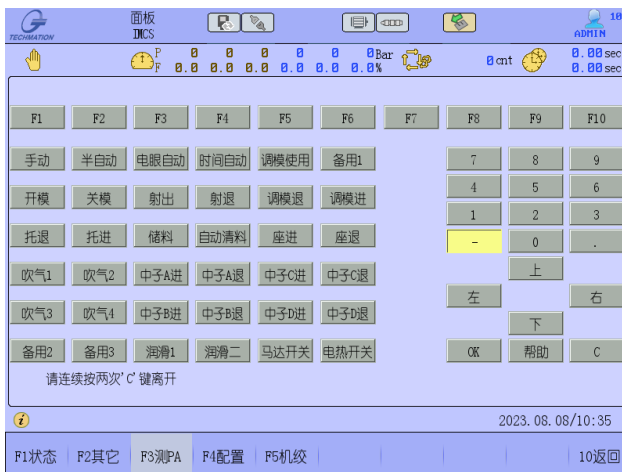 TECHMATION 面板 INCS 10 ADMIN
P 0 0 0 0 0 0 Bar 0 cnt 0.00 sec
F 0.0 0.0 0.0 0.0 0.0 0.0 % 0.00 sec
F1 F2 F3 F4 F5 F6 F7 F8 F9 F10
手动 半自动 电眼自动 时间自动 调模使用 备用1 7 8 9
开模 关模 射出 射退 调模退 调模进 4 5 6
1 2 3
托退 托进 储料 自动清料 座进 座退 - 0 .
吹气1 吹气2 中子A进 中子A退 中子C进 中子C退 上
左 右
吹气3 吹气4 中子B进 中子B退 中子D进 中子D退 下
备用2 备用3 润滑1 润滑二 马达开关 电热开关 OK 帮助 C
请连续按两次'C'键离开
i 2023.08.08/10:35
F1状态 F2其它 F3测PA F4配置 F5机绞 10返回